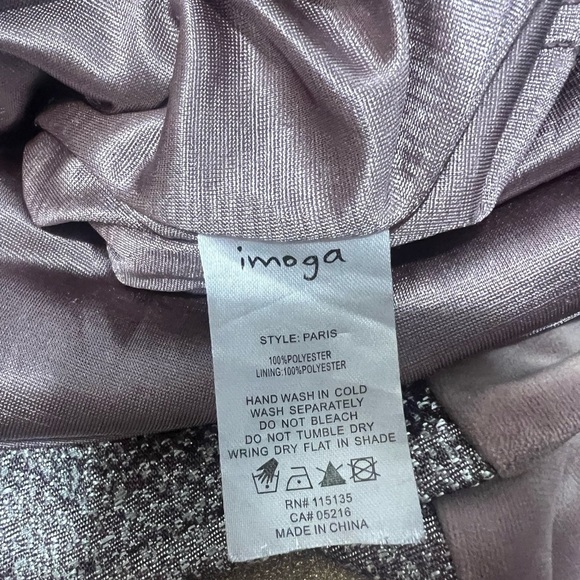 imoga
STYLE: PARIS
100%POLYESTER
LINING:100%POLYESTER
HAND WASH IN COLD
WASH SEPARATELY
DO NOT BLEACH
DO NOT TUMBLE DRY
WRING DRY FLAT IN SHADE
RN# 115135
CA# 05216
MADE IN CHINA